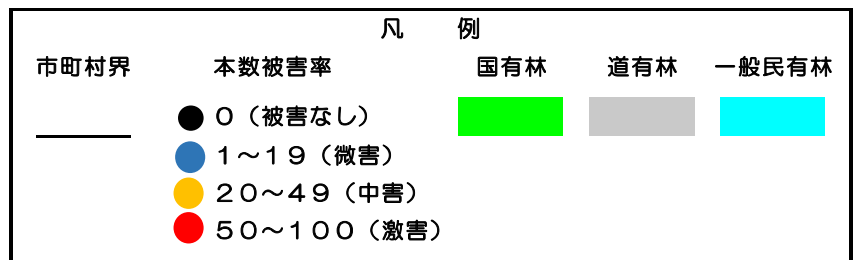 凡　例
市町村界　本数被害率　国有林　道有林　一般民有林
０（被害なし）
１～１９（微害）
２０～４９（中害）
５０～１００（激害）